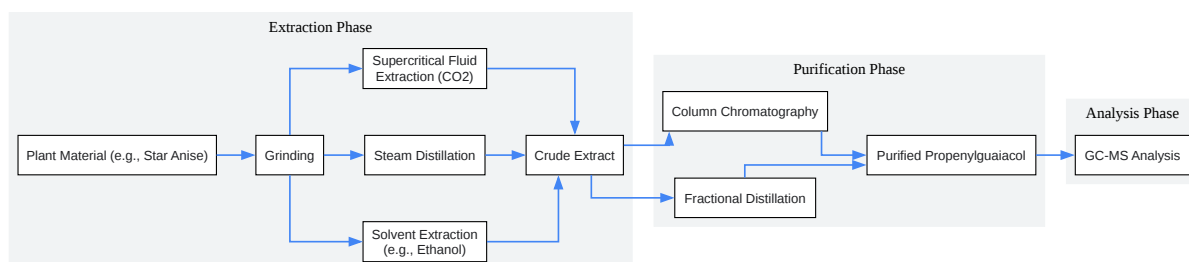 Extraction Phase
Supercritical Fluid
Extraction (CO2)
Plant Material (e.g., Star Anise)
Grinding
Steam Distillation
Crude Extract
Solvent Extraction
(e.g., Ethanol)
Purification Phase
Column Chromatography
Fractional Distillation
Purified Propenylguaiacol
Analysis Phase
GC-MS Analysis